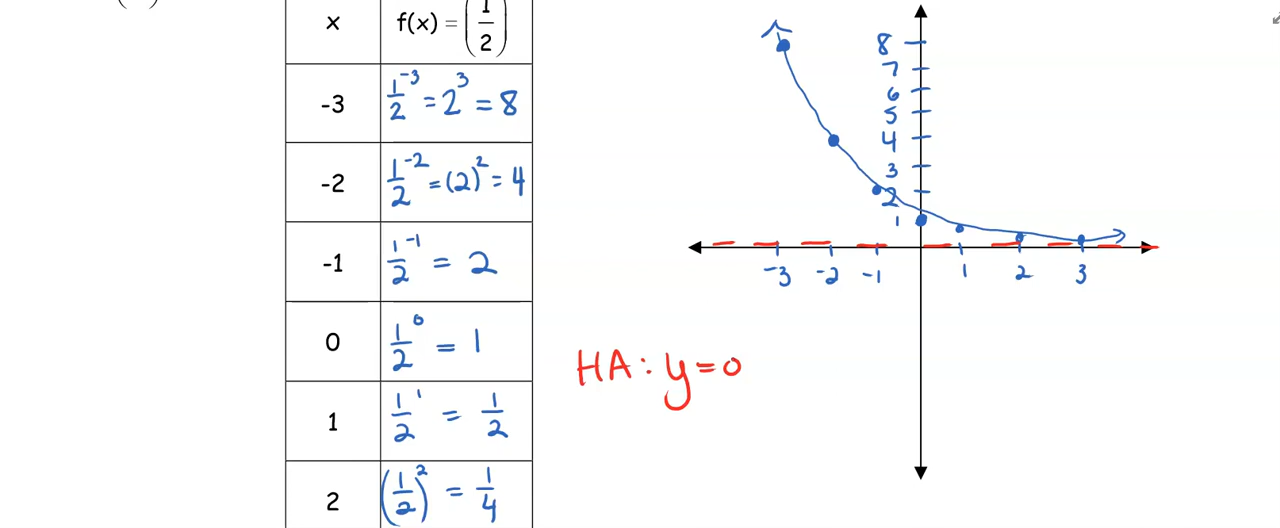 x f(x) = (1/2)
-3 1/2^-3 = 2^3 = 8
-2 1/2^-2 = (2)^2 = 4
-1 1/2^-1 = 2
0 1/2^0 = 1
1 1/2^1 = 1/2
2 (1/2)^2 = 1/4
8
7
6
5
4
3
2
1
-3 -2 -1 1 2 3
HA: y=0